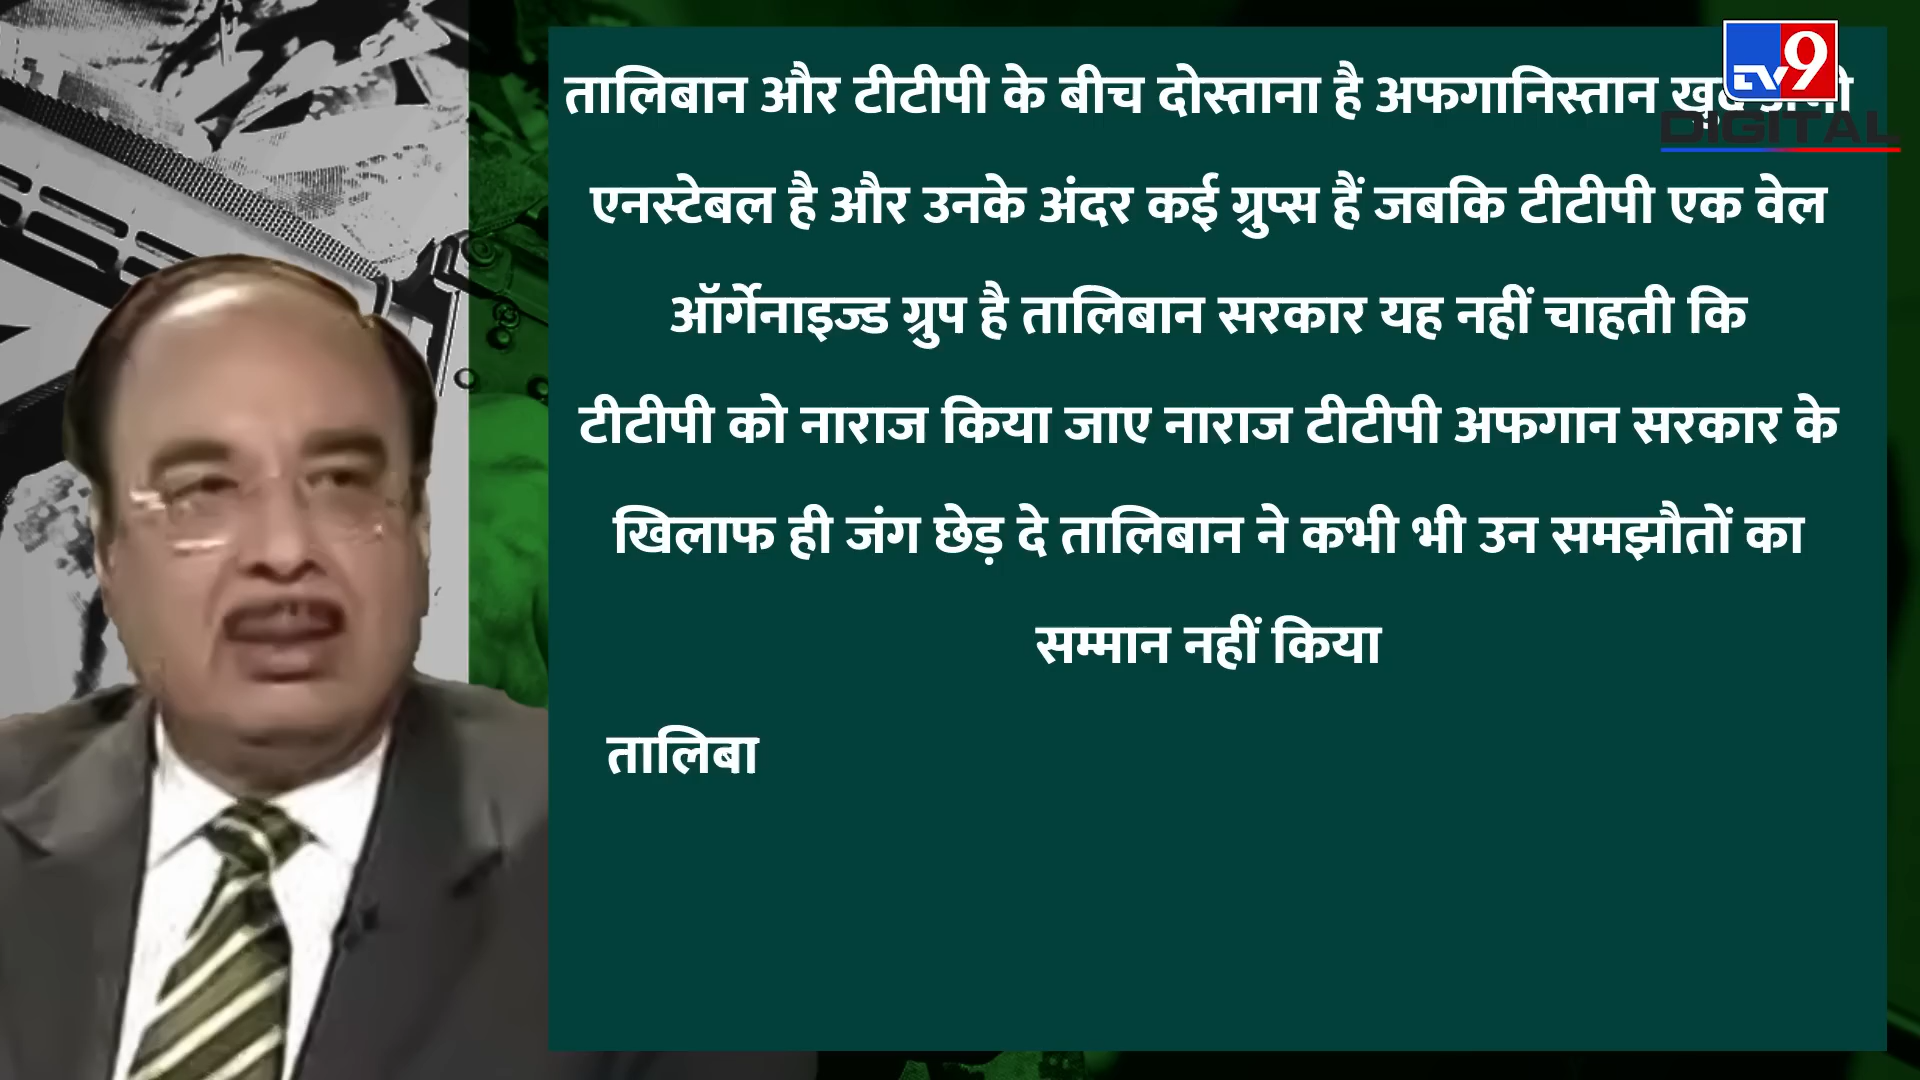 तालिबान और टीटीपी के बीच दोस्ताना है अफगानिस्तान
एनस्टेबल है और उनके अंदर कई ग्रुप्स हैं जबकि टीटीपी एक वेल
ऑर्गेनाइज्ड ग्रुप है तालिबान सरकार यह नहीं चाहती कि
टीटीपी को नाराज किया जाए नाराज टीटीपी अफगान सरकार के
खिलाफ ही जंग छेड़ दे तालिबान ने कभी भी उन समझौतों का
सम्मान नहीं किया
तालिबा
TV9
DIGITAL